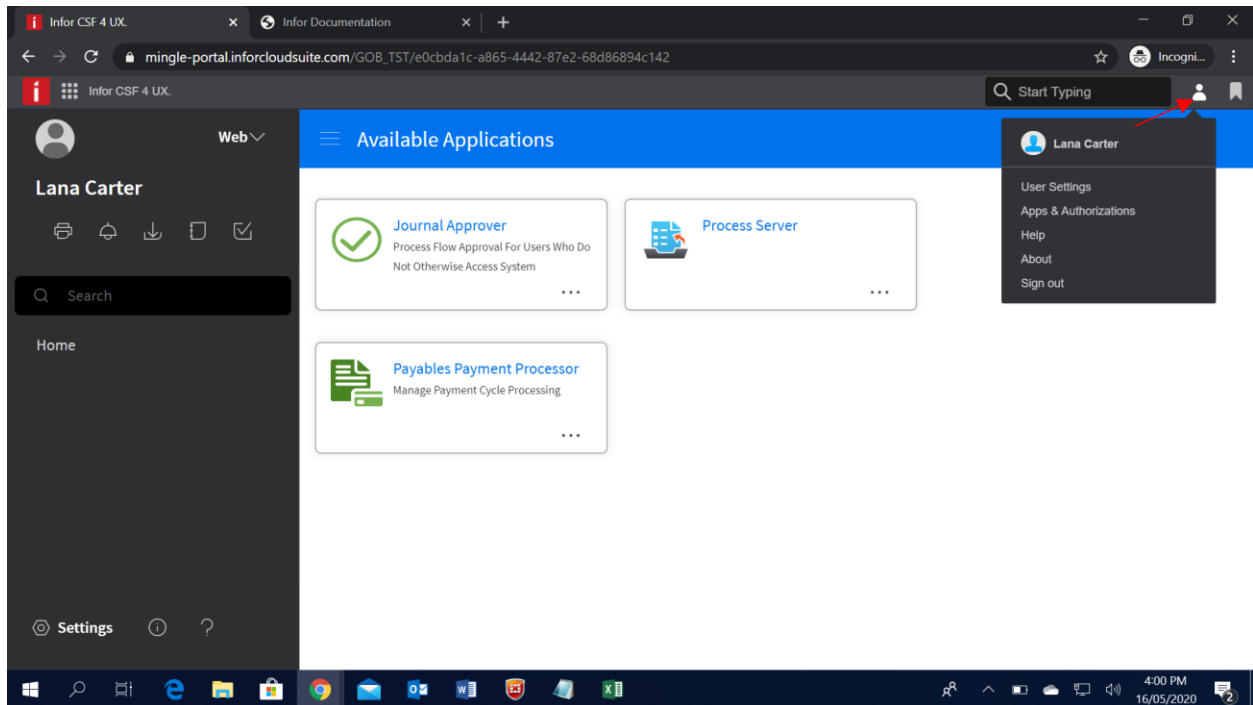 Infor CSF 4 UX.
Infor Documentation
mingle-portal.inforcloudsuite.com/GOB_TST/e0cbda1c-a865-4442-87e2-68d86894c142
Incogni...
Infor CSF 4 UX.
Start Typing
Web
Available Applications
Lana Carter
Lana Carter
User Settings
Apps & Authorizations
Help
About
Sign out
Journal Approver
Process Flow Approval For Users Who Do
Not Otherwise Access System
...
Process Server
...
Search
Home
Payables Payment Processor
Manage Payment Cycle Processing
...
Settings
4:00 PM
16/05/2020
2